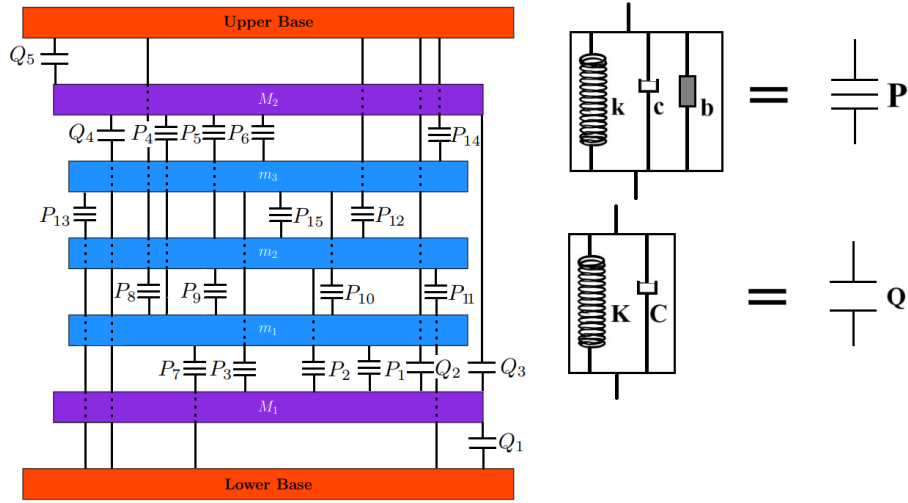 Upper Base
Q₅
M₂
Q₄ P₄ P₅ P₆ P₁₄
m₃
P₁₃ P₁₅ P₁₂
m₂
P₈ P₉ P₁₀ P₁₁
m₁
P₇ P₃ P₂ P₁ Q₂ Q₃
M₁
Q₁
Lower Base
k c b = P
K C = Q